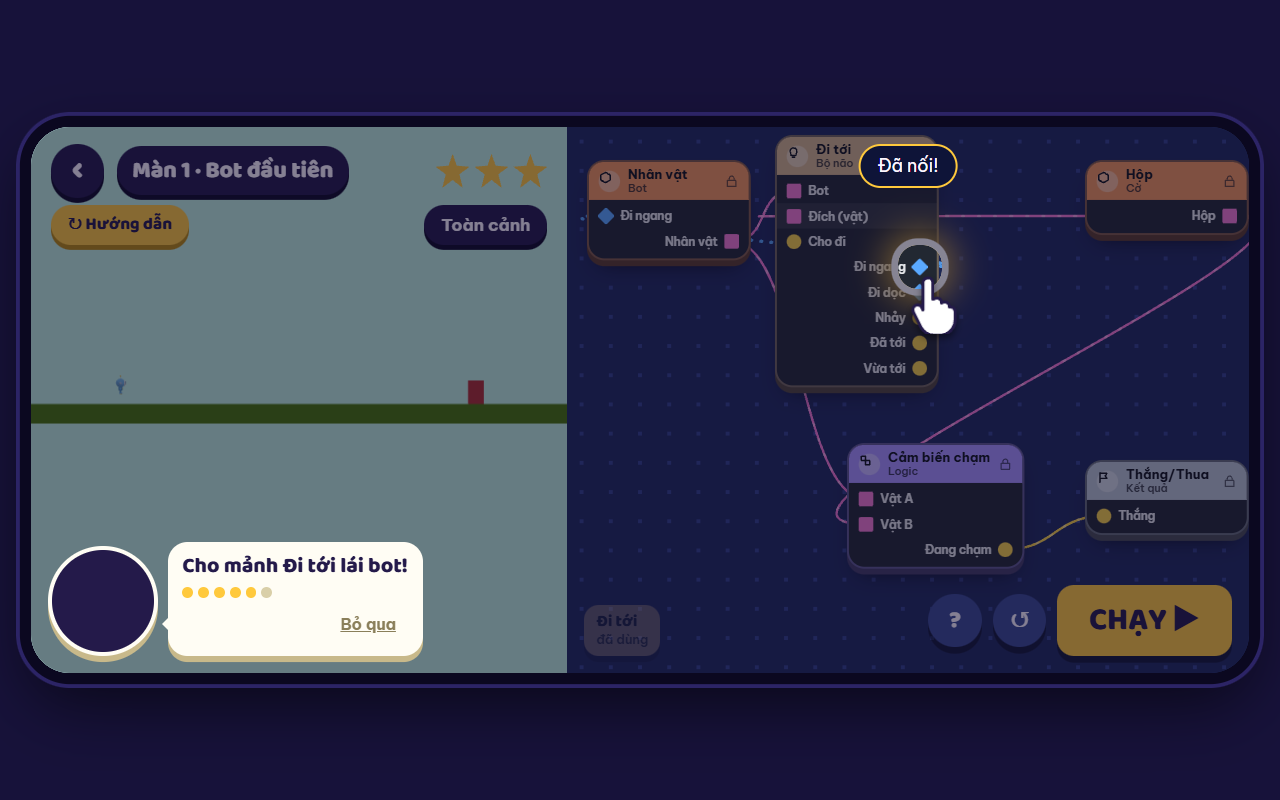 Màn 1 • Bot đầu tiên
↻ Hướng dẫn
Toàn cảnh
Cho mảnh Đi tới lái bot!
Bỏ qua
Nhân vật
Bot
Đi ngang
Nhân vật
Đi tới
Bộ não
Đã nối!
Bot
Đích (vật)
Cho đi
Đi ngang
Đi dọc
Nhảy
Đã tới
Vừa tới
Hộp
Cờ
Hộp
Cảm biến chạm
Logic
Vật A
Vật B
Đang chạm
Thắng/Thua
Kết quả
Thắng
Đi tới
đã dùng
?
↺
CHẠY